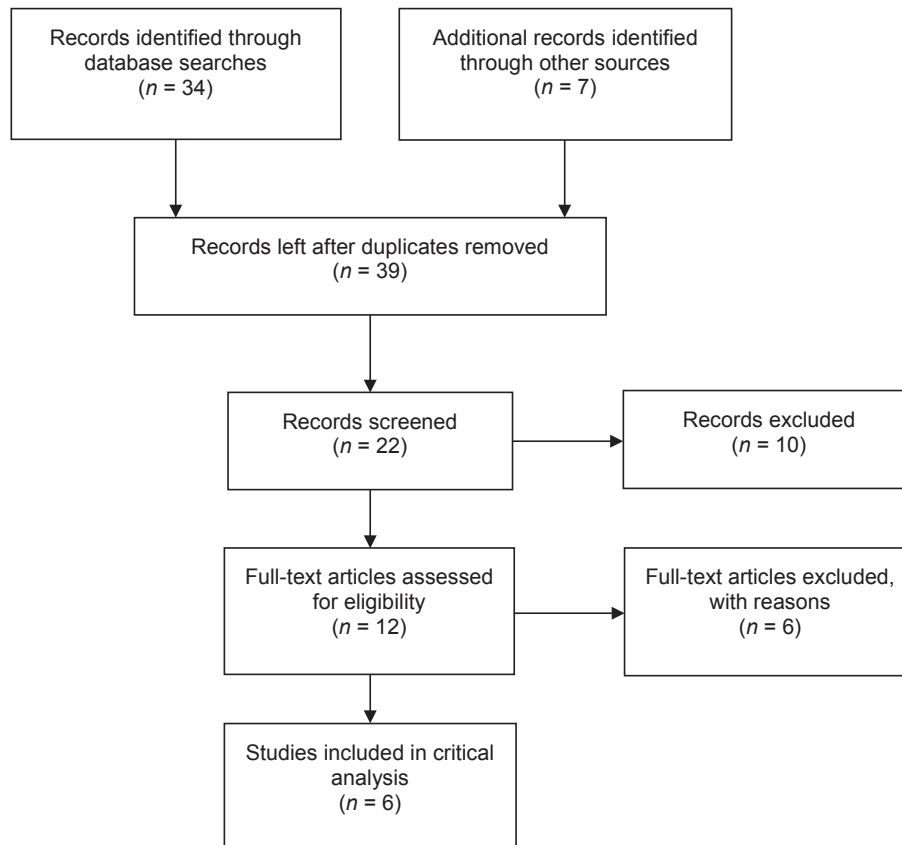 Records identified through
database searches
(n = 34)
Additional records identified
through other sources
(n = 7)
Records left after duplicates removed
(n = 39)
Records screened
(n = 22)
Records excluded
(n = 10)
Full-text articles assessed
for eligibility
(n = 12)
Full-text articles excluded,
with reasons
(n = 6)
Studies included in critical
analysis
(n = 6)